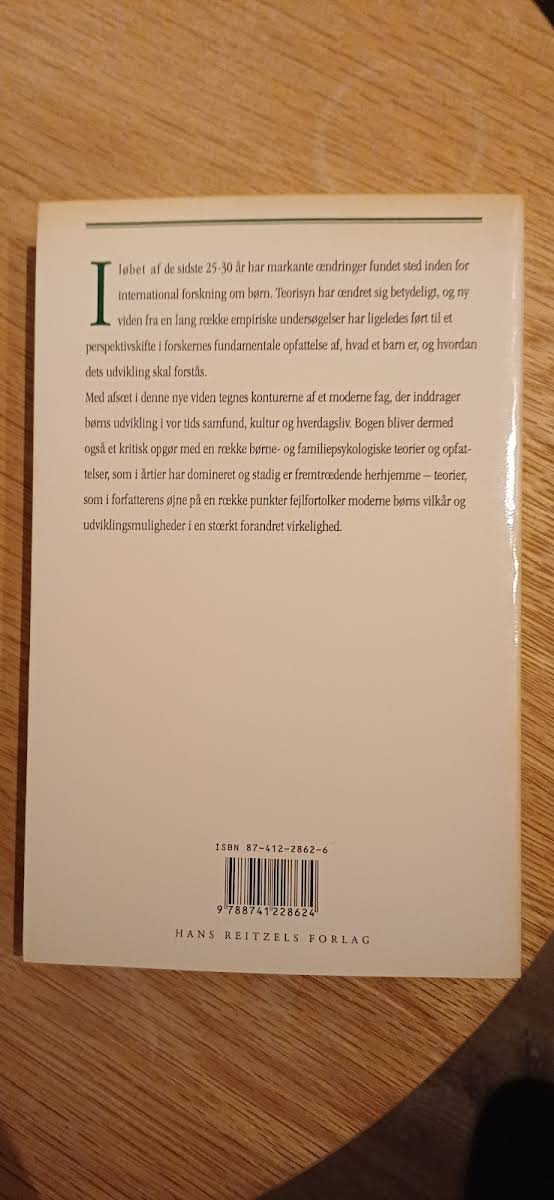 I løbet af de sidste 25-30 år har markante ændringer fundet sted inden for
international forskning om børn. Teorisyn har ændret sig betydeligt, og ny
viden fra en lang række empiriske undersøgelser har ligeledes ført til et
perspektivskifte i forskernes fundamentale opfattelse af, hvad et barn er, og hvordan
dets udvikling skal forstås.
Med afsæt i denne nye viden tegnes konturerne af et moderne fag, der inddrager
børns udvikling i vor tids samfund, kultur og hverdagsliv. Bogen bliver dermed
også et kritisk opgør med en række børne- og familiepsykologiske teorier og opfat-
telser, som i årtier har domineret og stadig er fremtrædende herhjemme – teorier,
som i forfatterens øjne på en række punkter fejlfortolker moderne børns vilkår og
udviklingsmuligheder i en stærkt forandret virkelighed.
ISBN 87-412-2862-6
9 788741 228624
HANS REITZELS FORLAG